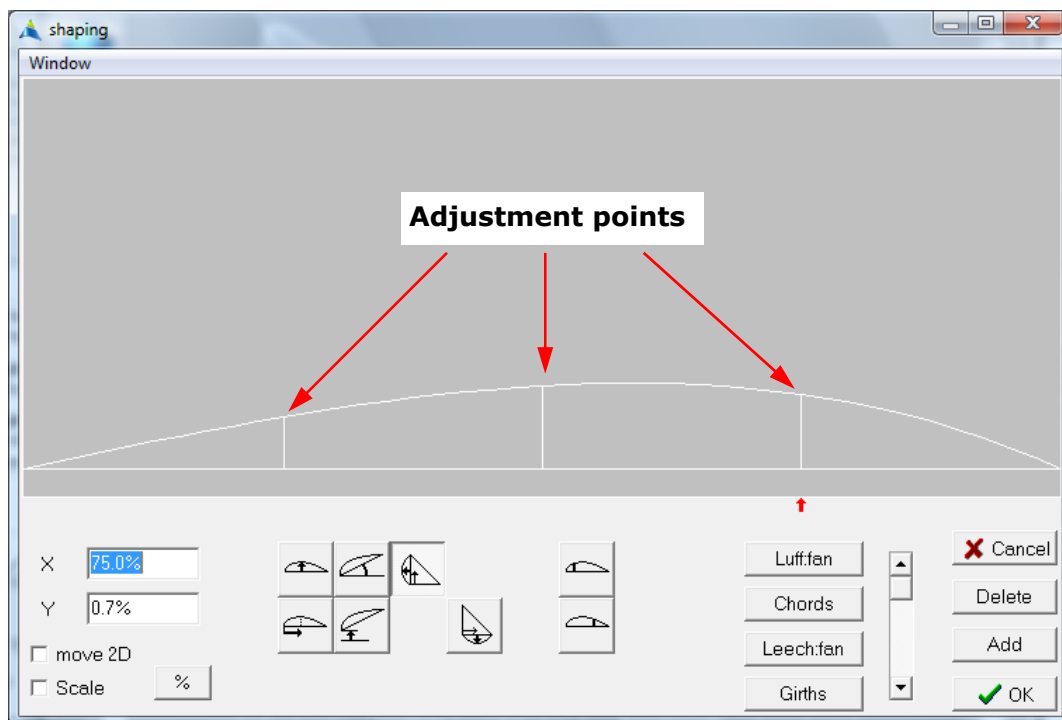 shaping
Window
Adjustment points
X 75.0%
Y 0.7%
move 2D
Scale %
Luff:fan
Chords
Leech:fan
Girths
Cancel
Delete
Add
OK